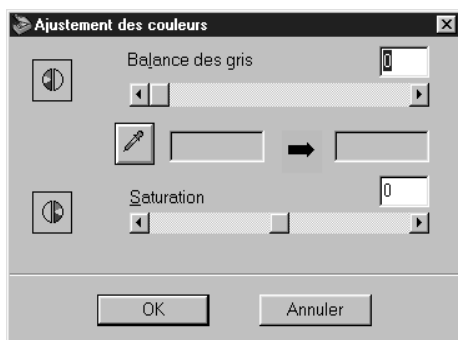 Ajustement des couleurs
Balance des gris 0
Saturation 0
OK Annuler